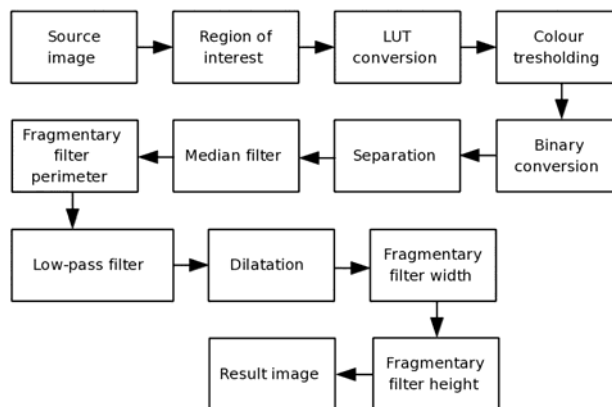 Source
image
Region of
interest
LUT
conversion
Colour
tresholding
Binary
conversion
Separation
Median filter
Fragmentary
filter
perimeter
Low-pass filter
Dilatation
Fragmentary
filter width
Fragmentary
filter height
Result image